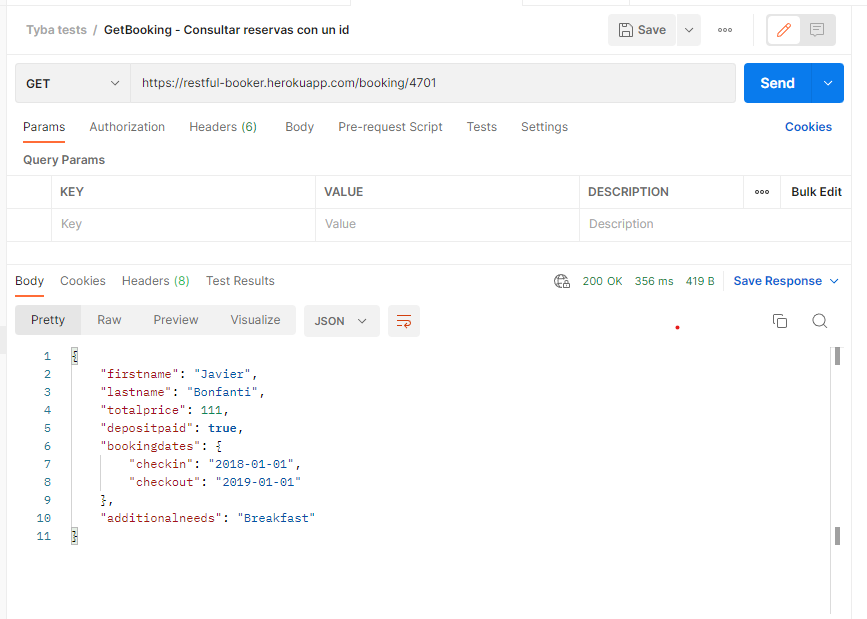 Tyba tests / GetBooking - Consultar reservas con un id
Save
GET https://restful-booker.herokuapp.com/booking/4701 Send
Params Authorization Headers (6) Body Pre-request Script Tests Settings Cookies
Query Params
KEY VALUE DESCRIPTION Bulk Edit
Key Value Description
Body Cookies Headers (8) Test Results 200 OK 356 ms 419 B Save Response
Pretty Raw Preview Visualize JSON
1 {
2 "firstname": "Javier",
3 "lastname": "Bonfanti",
4 "totalprice": 111,
5 "depositpaid": true,
6 "bookingdates": {
7 "checkin": "2018-01-01",
8 "checkout": "2019-01-01"
9 },
10 "additionalneeds": "Breakfast"
11 }